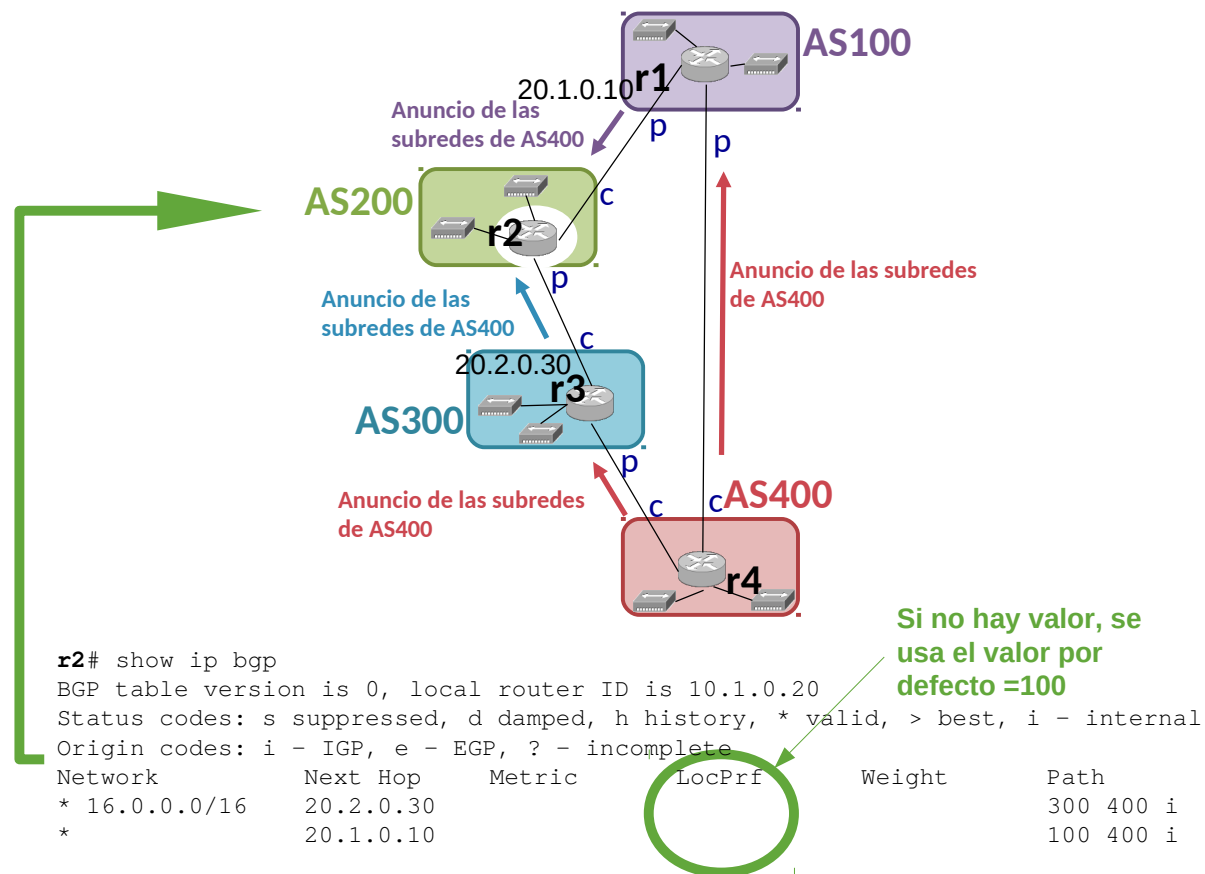 AS100
r1
20.1.0.10
Anuncio de las
subredes de AS400
p
p
AS200
c
r2
p
Anuncio de las subredes
de AS400
Anuncio de las
subredes de AS400
c
20.2.0.30
r3
AS300
p
AS400
Anuncio de las subredes
de AS400
c
c
r4
Si no hay valor, se
usa el valor por
defecto =100
r2# show ip bgp
BGP table version is 0, local router ID is 10.1.0.20
Status codes: s suppressed, d damped, h history, * valid, > best, i – internal
Origin codes: i – IGP, e – EGP, ? – incomplete
Network Next Hop Metric LocPrf Weight Path
* 16.0.0.0/16 20.2.0.30 300 400 i
* 20.1.0.10 100 400 i